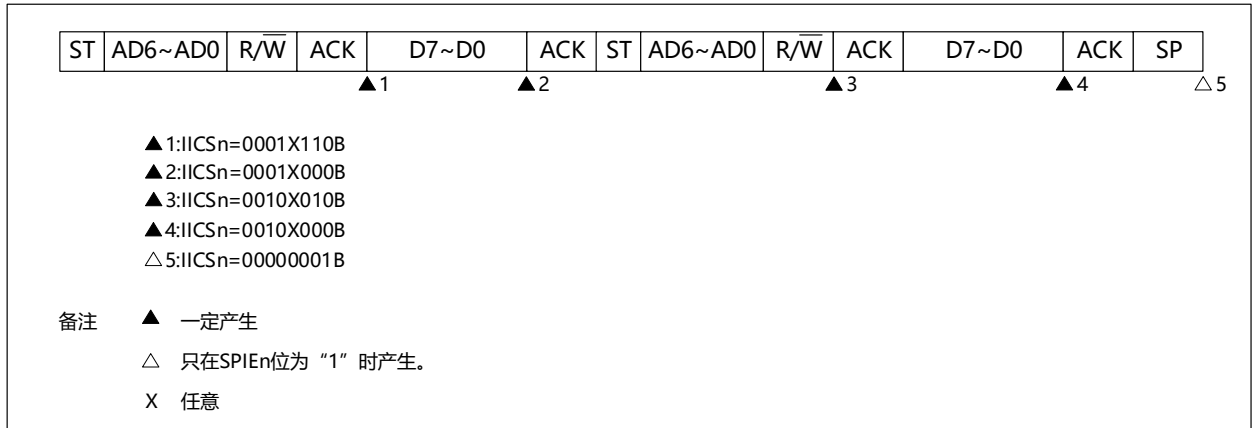 ST AD6~AD0 R/W̅ ACK D7~D0 ACK ST AD6~AD0 R/W̅ ACK D7~D0 ACK SP
▲1 ▲2 ▲3 ▲4 △5
▲1:IICSn=0001X110B
▲2:IICSn=0001X000B
▲3:IICSn=0010X010B
▲4:IICSn=0010X000B
△5:IICSn=00000001B
备注 ▲ 一定产生
△ 只在SPIEn位为“1”时产生。
X 任意